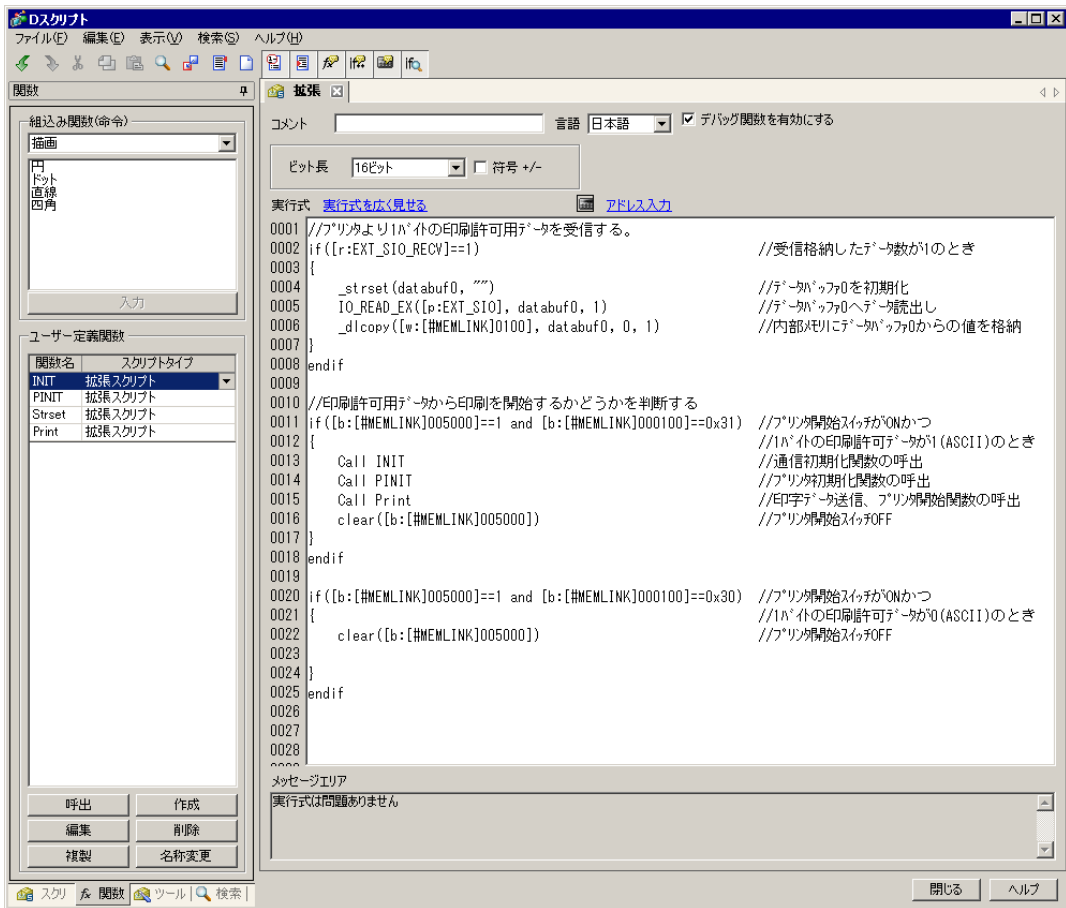 Dスクリプト
ファイル(F) 編集(E) 表示(V) 検索(S) ヘルプ(H)
関数
組込み関数(命令)
描画
円
ドット
直線
四角
入力
ユーザー定義関数
関数名 スクリプトタイプ
INIT 拡張スクリプト
PINIT 拡張スクリプト
Strset 拡張スクリプト
Print 拡張スクリプト
呼出 作成
編集 削除
複製 名称変更
スクリ 関数 ツール 検索
拡張
コメント 言語 日本語 デバッグ関数を有効にする
ビット長 16ビット 符号 +/-
実行式 実行式を広く見せる アドレス入力
0001 //ﾌﾟﾘﾝﾀより1ﾊﾞｲﾄの印刷許可用ﾃﾞｰﾀを受信する。
0002 if([r:EXT_SIO_RECV]==1) //受信格納したﾃﾞｰﾀ数が1のとき
0003 {
0004 _strset(databuf0, "") //ﾃﾞｰﾀﾊﾞｯﾌｧ0を初期化
0005 IO_READ_EX([p:EXT_SIO], databuf0, 1) //ﾃﾞｰﾀﾊﾞｯﾌｧ0へﾃﾞｰﾀ読出し
0006 _dlcopy([w:[#MEMLINK]0100], databuf0, 0, 1) //内部ﾒﾓﾘにﾃﾞｰﾀﾊﾞｯﾌｧ0からの値を格納
0007 }
0008 endif
0009
0010 //印刷許可用ﾃﾞｰﾀから印刷を開始するかどうかを判断する
0011 if([b:[#MEMLINK]005000]==1 and [b:[#MEMLINK]000100]==0x31) //ﾌﾟﾘﾝﾀ開始ｽｲｯﾁがONかつ
0012 { //1ﾊﾞｲﾄの印刷許可ﾃﾞｰﾀが1(ASCII)のとき
0013 Call INIT //通信初期化関数の呼出
0014 Call PINIT //ﾌﾟﾘﾝﾀ初期化関数の呼出
0015 Call Print //印字ﾃﾞｰﾀ送信、ﾌﾟﾘﾝﾀ開始関数の呼出
0016 clear([b:[#MEMLINK]005000]) //ﾌﾟﾘﾝﾀ開始ｽｲｯﾁOFF
0017 }
0018 endif
0019
0020 if([b:[#MEMLINK]005000]==1 and [b:[#MEMLINK]000100]==0x30) //ﾌﾟﾘﾝﾀ開始ｽｲｯﾁがONかつ
0021 { //1ﾊﾞｲﾄの印刷許可ﾃﾞｰﾀが0(ASCII)のとき
0022 clear([b:[#MEMLINK]005000]) //ﾌﾟﾘﾝﾀ開始ｽｲｯﾁOFF
0023
0024 }
0025 endif
0026
0027
0028
メッセージエリア
実行式は問題ありません
閉じる ヘルプ